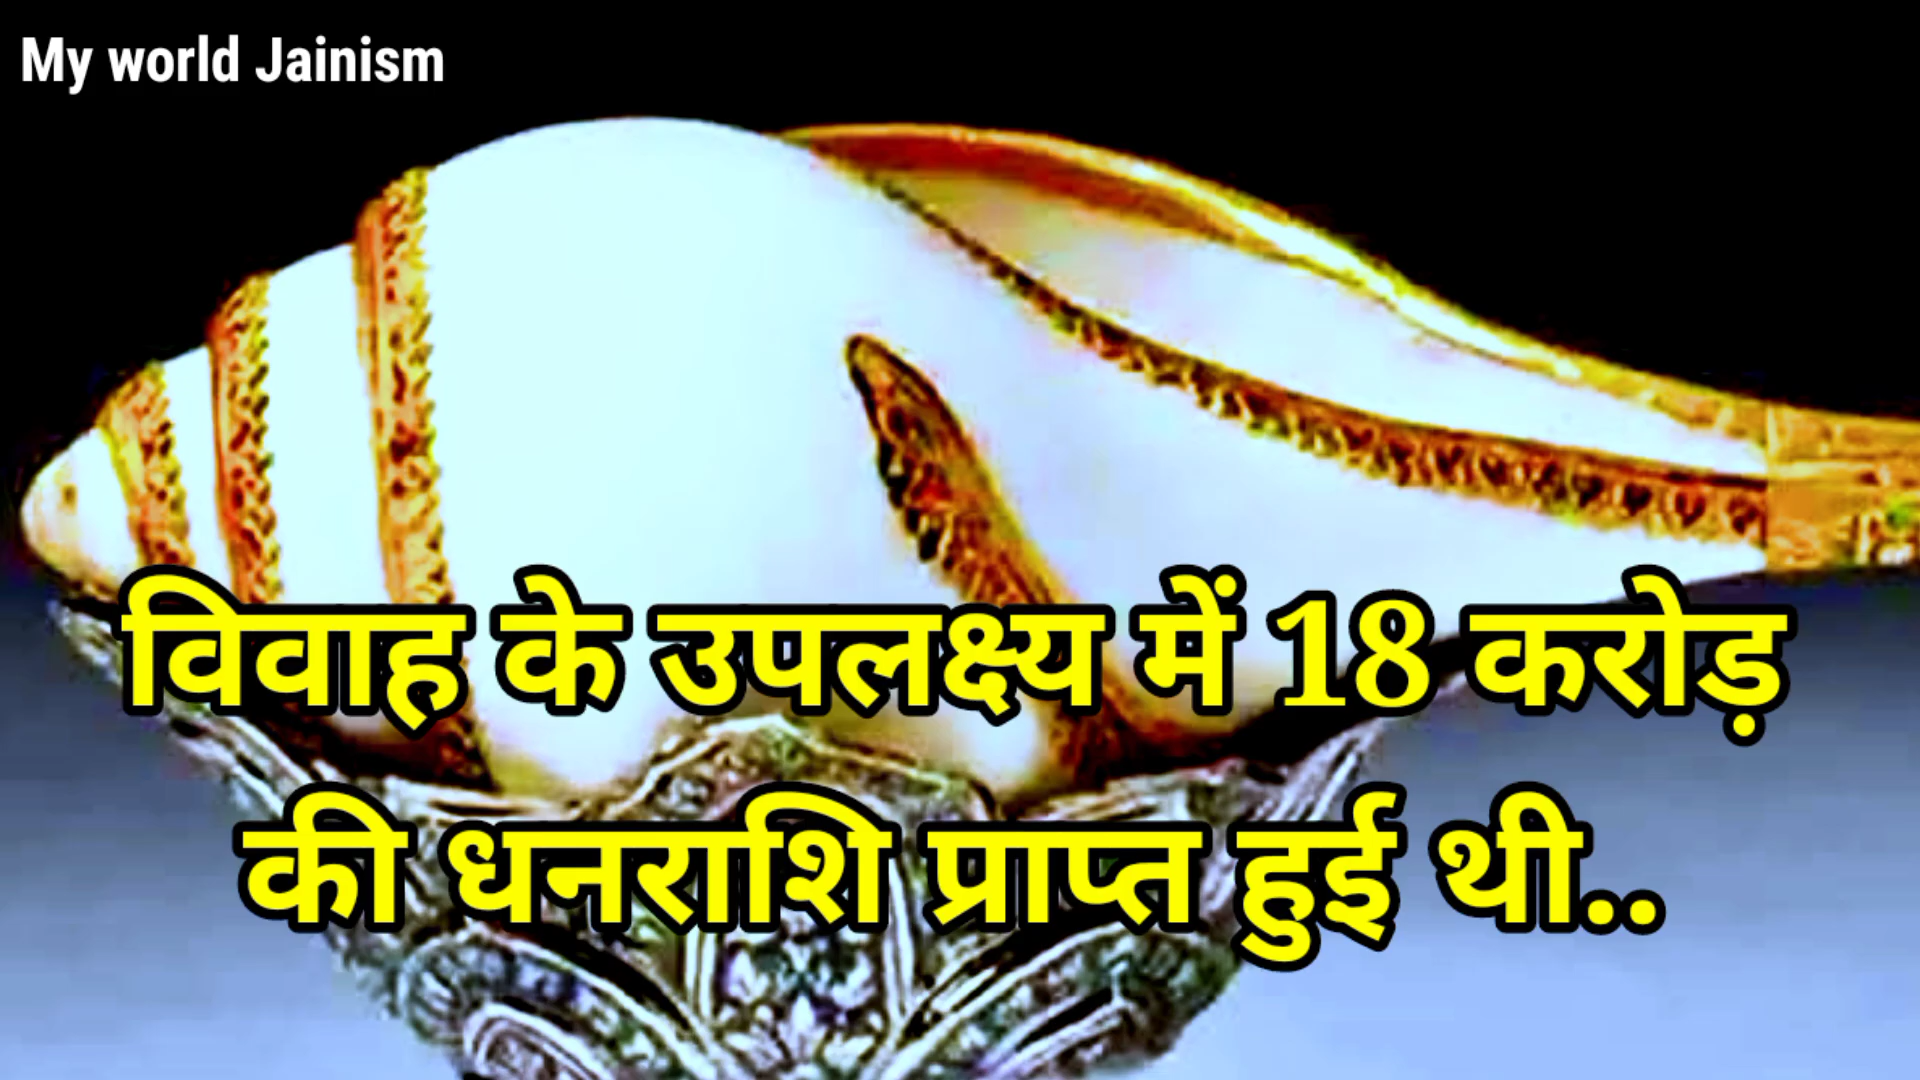 My world Jainism
विवाह के उपलक्ष्य में 18 करोड़
की धनराशि प्राप्त हुई थी..